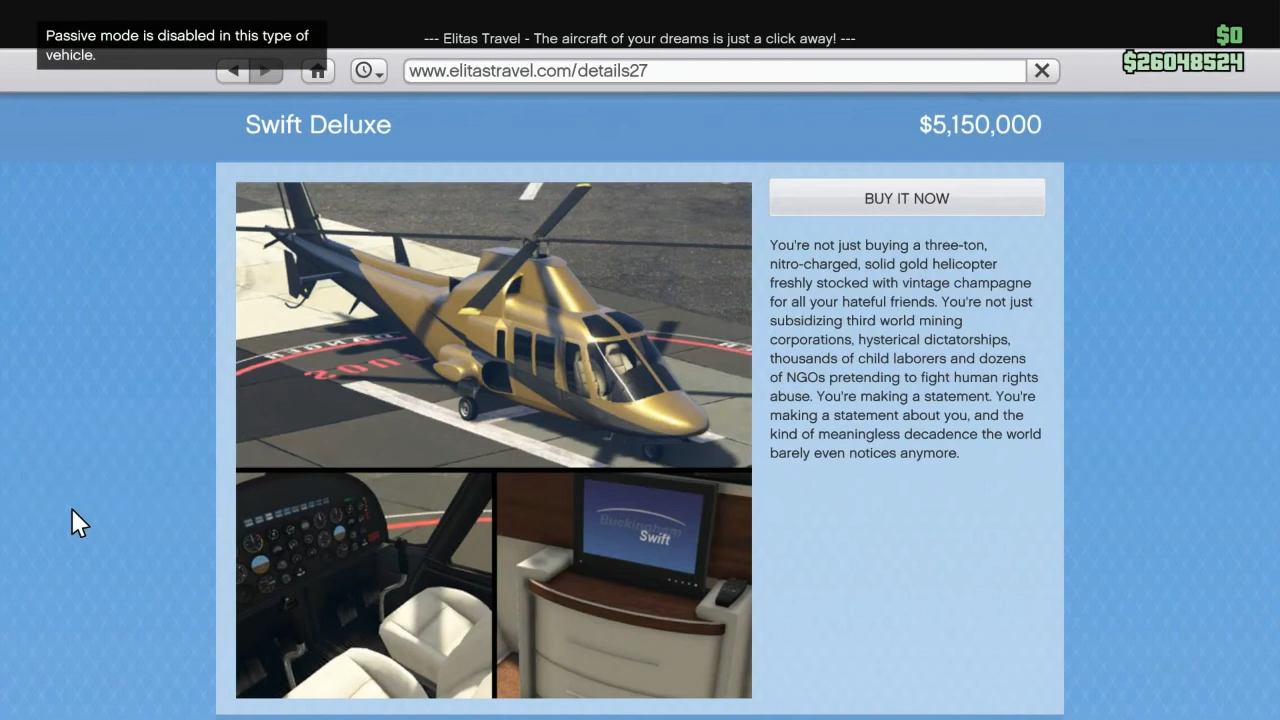 Passive mode is disabled in this type of
vehicle.
--- Elitas Travel - The aircraft of your dreams is just a click away! ---
$0
$26048524
www.elitastravel.com/details27
Swift Deluxe
$5,150,000
BUY IT NOW
You're not just buying a three-ton,
nitro-charged, solid gold helicopter
freshly stocked with vintage champagne
for all your hateful friends. You're not just
subsidizing third world mining
corporations, hysterical dictatorships,
thousands of child laborers and dozens
of NGOs pretending to fight human rights
abuse. You're making a statement. You're
making a statement about you, and the
kind of meaningless decadence the world
barely even notices anymore.
Buckingham
Swift